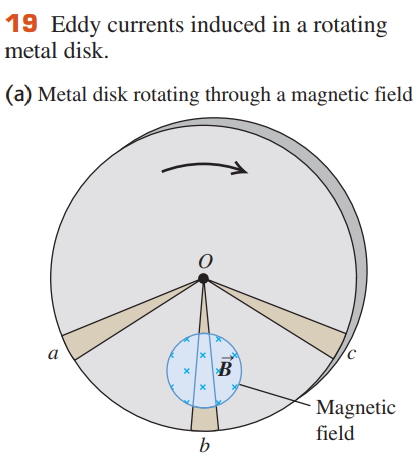 19 Eddy currents induced in a rotating
metal disk.
(a) Metal disk rotating through a magnetic field
O
a
c
B
b
Magnetic
field